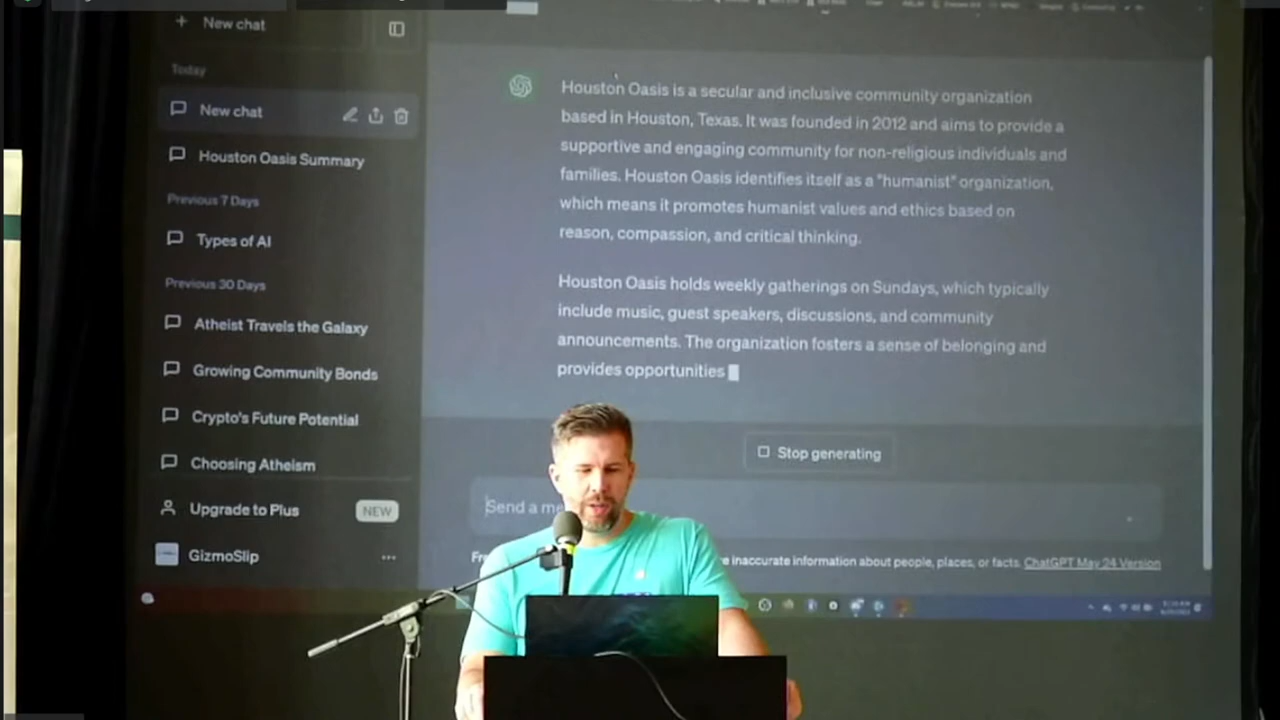 New chat
Today
New chat
Houston Oasis Summary
Previous 7 Days
Types of AI
Previous 30 Days
Atheist Travels the Galaxy
Growing Community Bonds
Crypto's Future Potential
Choosing Atheism
Upgrade to Plus
NEW
GizmoSlip
Houston Oasis is a secular and inclusive community organization
based in Houston, Texas. It was founded in 2012 and aims to provide a
supportive and engaging community for non-religious individuals and
families. Houston Oasis identifies itself as a "humanist" organization,
which means it promotes humanist values and ethics based on
reason, compassion, and critical thinking.
Houston Oasis holds weekly gatherings on Sundays, which typically
include music, guest speakers, discussions, and community
announcements. The organization fosters a sense of belonging and
provides opportunities
Stop generating
Send a me
Fre
e inaccurate information about people, places, or facts. ChatGPT May 24 Version